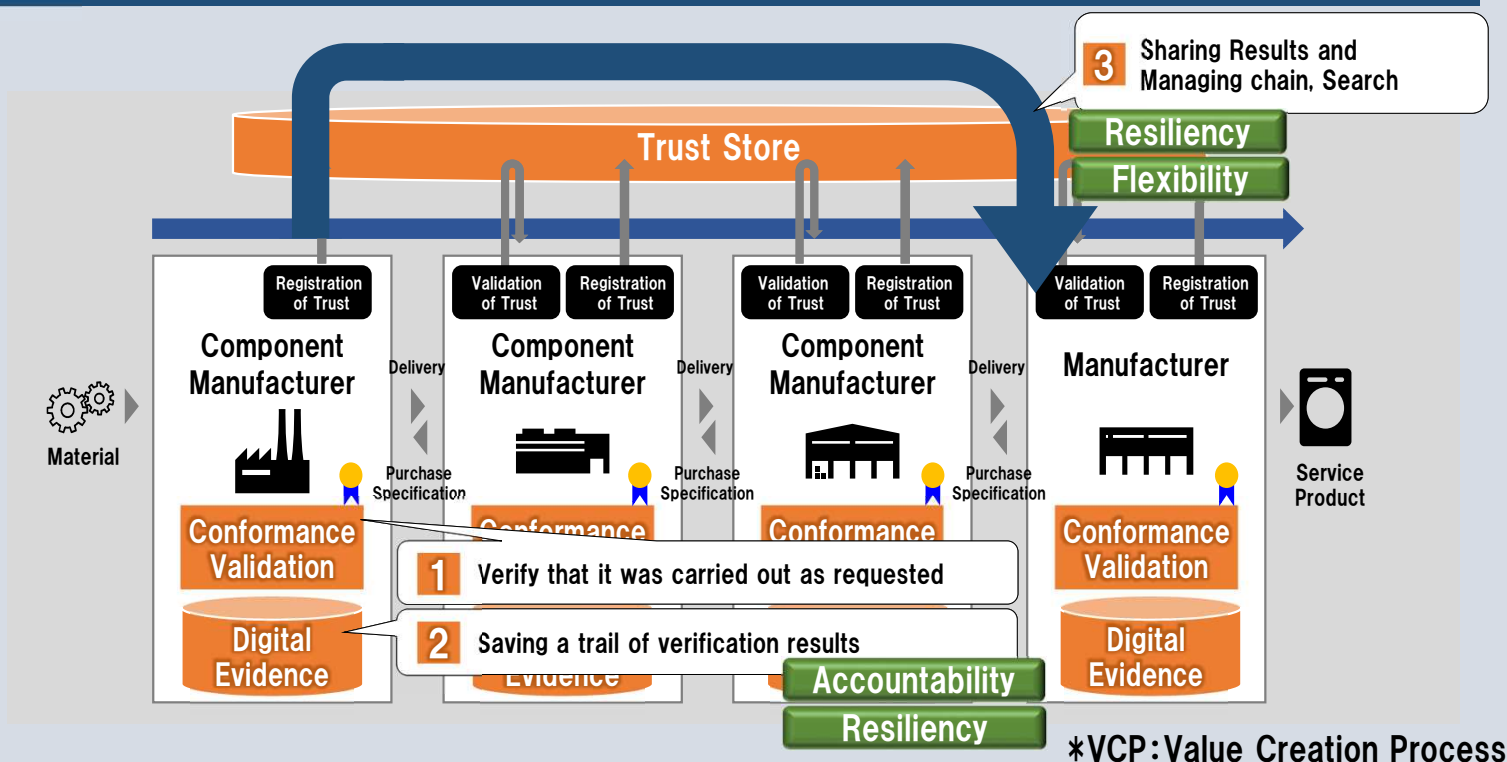 3
Sharing Results and
Managing chain, Search
Resiliency
Flexibility
Trust Store
Registration
of Trust
Validation
of Trust
Registration
of Trust
Validation
of Trust
Registration
of Trust
Validation
of Trust
Registration
of Trust
Component
Manufacturer
Component
Manufacturer
Component
Manufacturer
Manufacturer
Delivery
Delivery
Delivery
Material
Purchase
Specification
Purchase
Specification
Purchase
Specification
Service
Product
Conformance
Validation
Conformance
Conformance
Conformance
Validation
1
Verify that it was carried out as requested
Digital
Evidence
2
Saving a trail of verification results
Evidence
Digital
Evidence
Accountability
Resiliency
*VCP:Value Creation Process